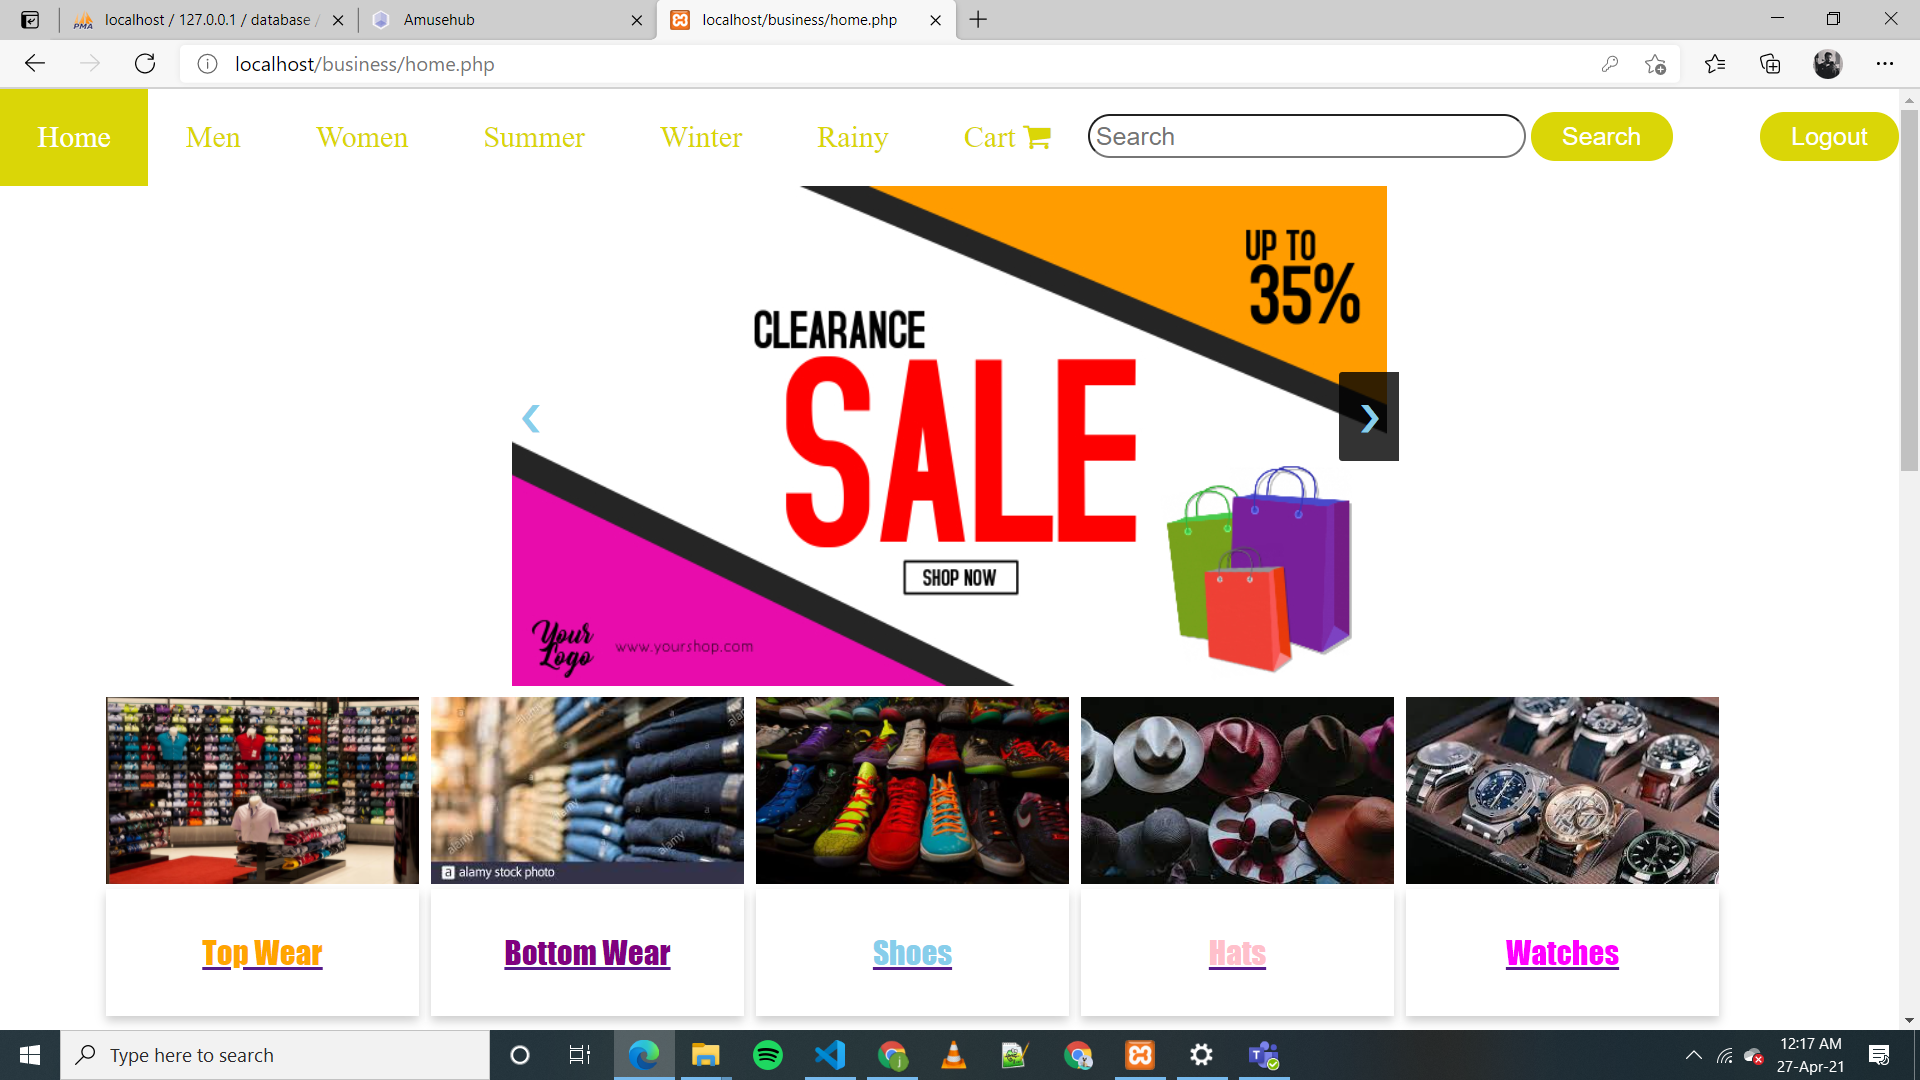 PMA
localhost / 127.0.0.1 / database /
Amusehub
localhost/business/home.php
localhost/business/home.php
Home
Men
Women
Summer
Winter
Rainy
Cart
Search
Search
Logout
UP TO
35%
CLEARANCE
SALE
SHOP NOW
Your
Logo
www.yourshop.com
a alamy stock photo
Top Wear
Bottom Wear
Shoes
Hats
Watches
Type here to search
12:17 AM
27-Apr-21